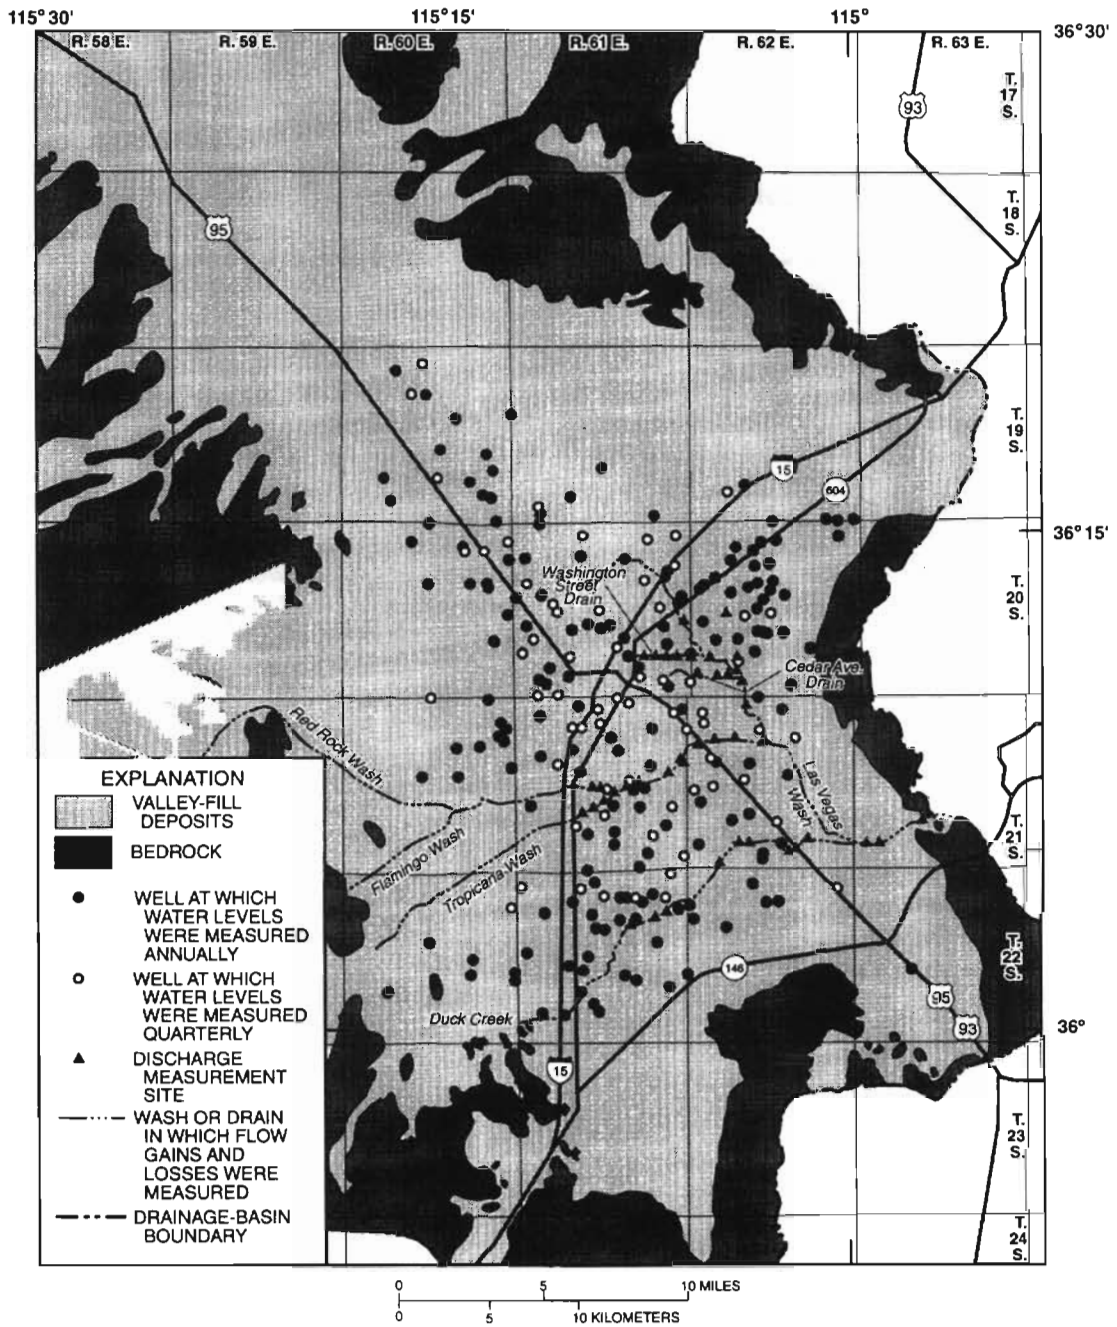 115° 30' 115° 15' 115°
36° 30'
R. 58 E. R. 59 E. R. 60 E. R. 61 E. R. 62 E. R. 63 E.
T.
17
S.
93
T.
18
S.
95
T.
19
S.
15
604
36° 15'
Washington
Street
Drain
T.
20
S.
Cedar Ave.
Drain
Red Rock Wash
Las Vegas
Wash
Flamingo Wash
Tropicana Wash
T.
21
S.
T.
22
S.
146
95
93
Duck Creek
36°
15
T.
23
S.
T.
24
S.
EXPLANATION
VALLEY-FILL
DEPOSITS
BEDROCK
WELL AT WHICH
WATER LEVELS
WERE MEASURED
ANNUALLY
WELL AT WHICH
WATER LEVELS
WERE MEASURED
QUARTERLY
DISCHARGE
MEASUREMENT
SITE
WASH OR DRAIN
IN WHICH FLOW
GAINS AND
LOSSES WERE
MEASURED
DRAINAGE-BASIN
BOUNDARY
0 5 10 MILES
0 5 10 KILOMETERS